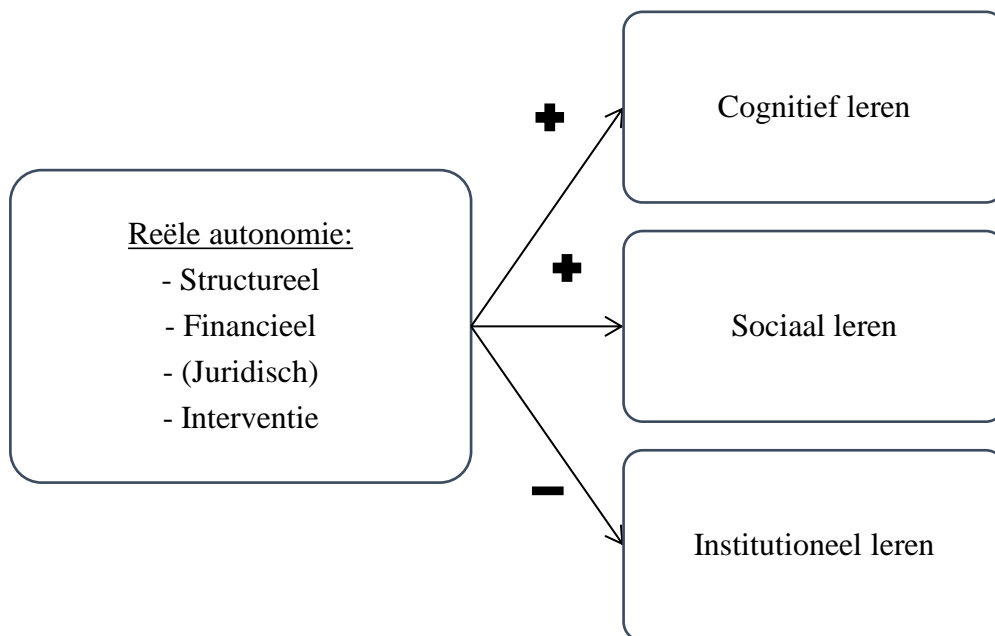 Reële autonomie:
- Structureel
- Financieel
- (Juridisch)
- Interventie
+
Cognitief leren
+
Sociaal leren
−
Institutioneel leren